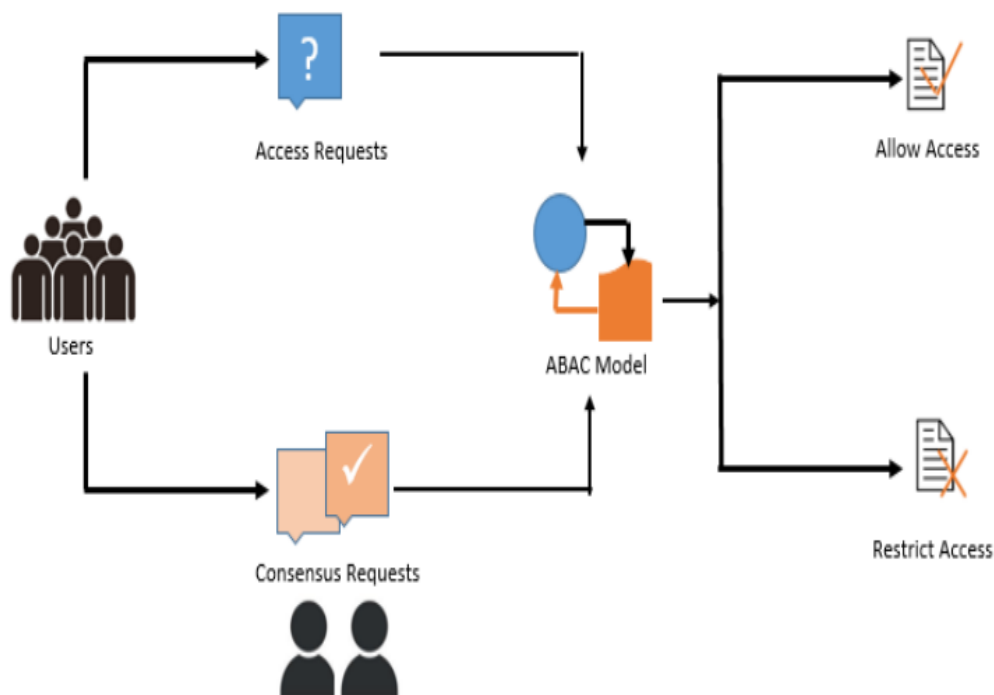 ?
Access Requests
Allow Access
Users
ABAC Model
Consensus Requests
Restrict Access